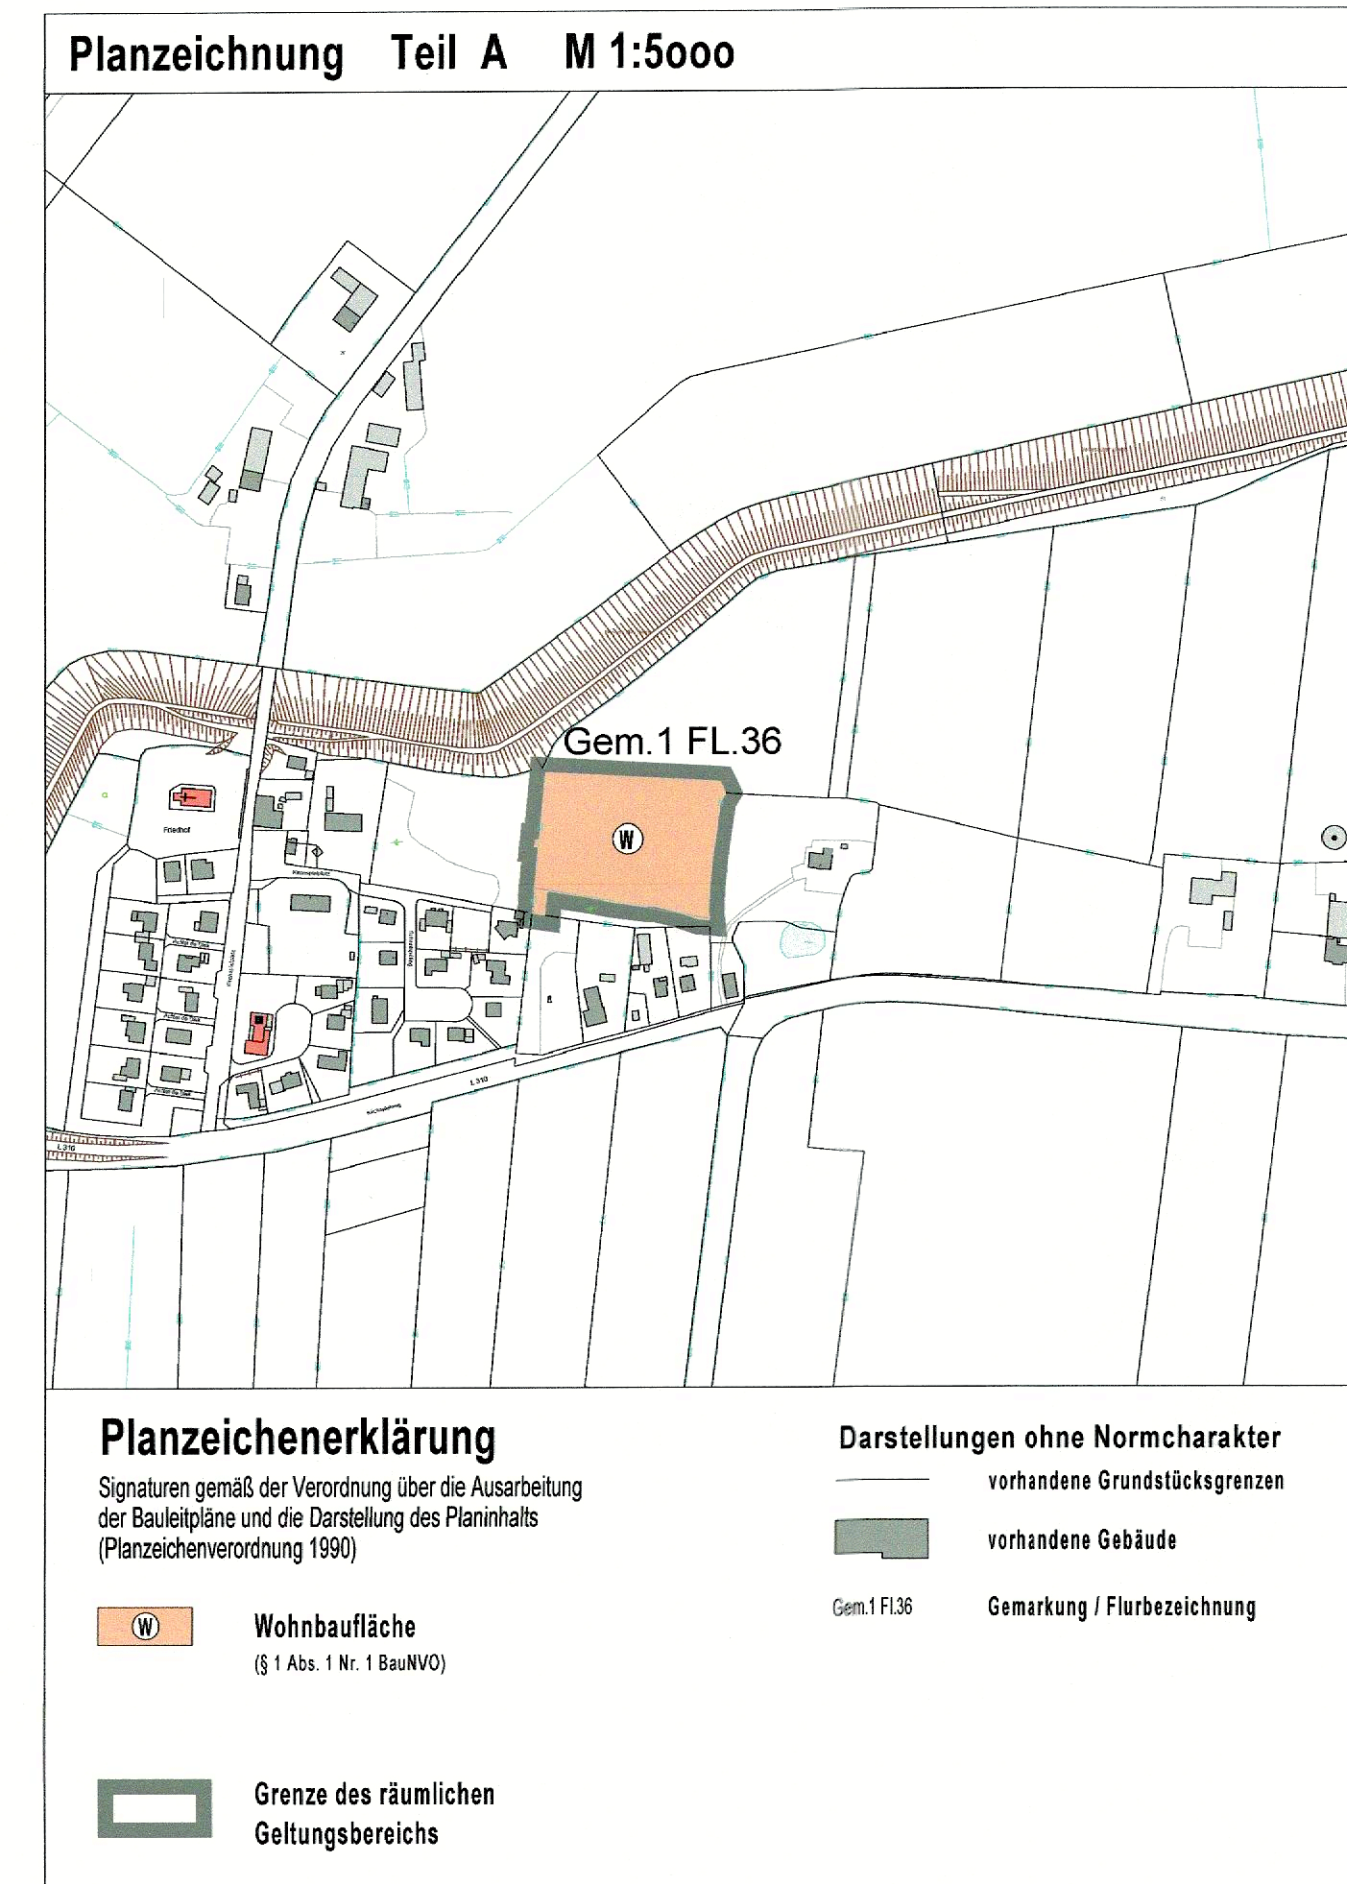 Planzeichnung Teil A M 1:5ooo
Gem.1 FL.36
W
Friedhof
L 310
L 310
Planzeichenerklärung
Signaturen gemäß der Verordnung über die Ausarbeitung
der Bauleitpläne und die Darstellung des Planinhalts
(Planzeichenverordnung 1990)
W
Wohnbaufläche
(§ 1 Abs. 1 Nr. 1 BauNVO)
Grenze des räumlichen
Geltungsbereichs
Darstellungen ohne Normcharakter
vorhandene Grundstücksgrenzen
vorhandene Gebäude
Gem.1 Fl.36
Gemarkung / Flurbezeichnung